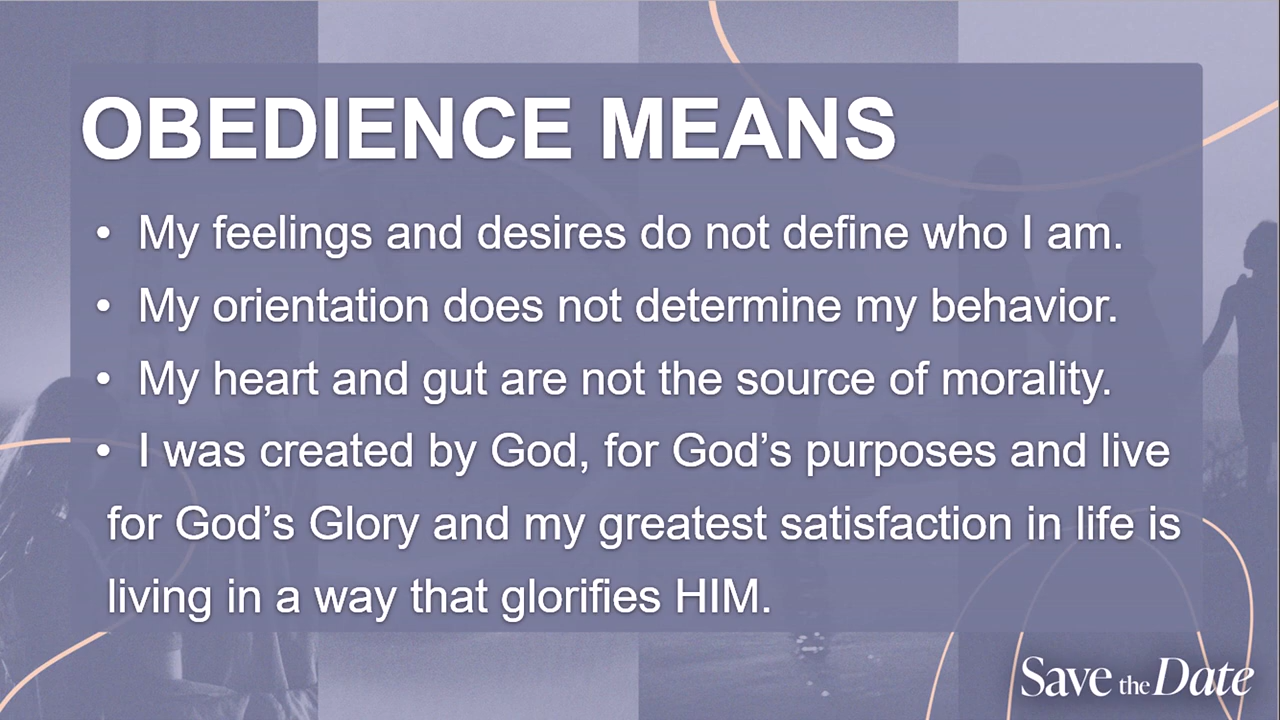 OBEDIENCE MEANS
• My feelings and desires do not define who I am.
• My orientation does not determine my behavior.
• My heart and gut are not the source of morality.
• I was created by God, for God’s purposes and live
for God’s Glory and my greatest satisfaction in life is
living in a way that glorifies HIM.
Save the Date